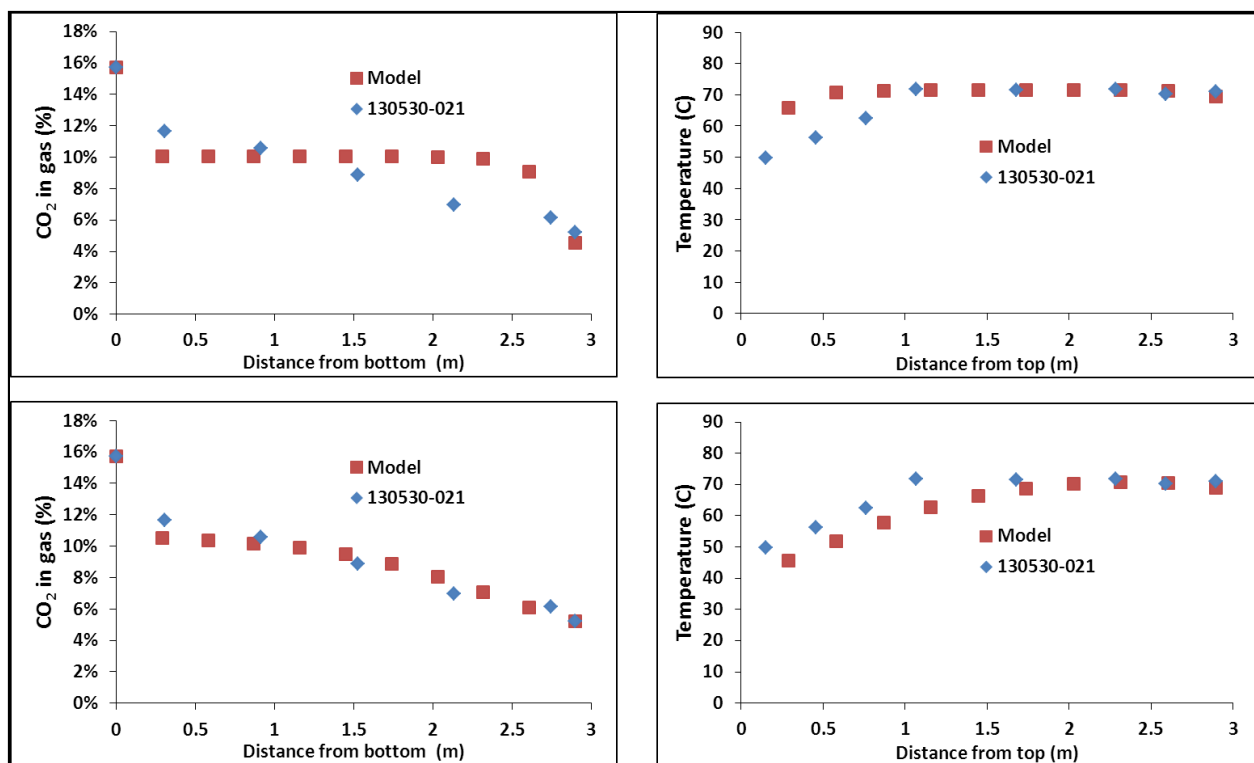 18%
16%
14%
12%
10%
8%
6%
4%
2%
0%
CO2 in gas (%)
Model
130530-021
0 0.5 1 1.5 2 2.5 3
Distance from bottom (m)
90
80
70
60
50
40
30
20
10
0
Temperature (C)
Model
130530-021
0 0.5 1 1.5 2 2.5 3
Distance from top (m)
18%
16%
14%
12%
10%
8%
6%
4%
2%
0%
CO2 in gas (%)
Model
130530-021
0 0.5 1 1.5 2 2.5 3
Distance from bottom (m)
90
80
70
60
50
40
30
20
10
0
Temperature (C)
Model
130530-021
0 0.5 1 1.5 2 2.5 3
Distance from top (m)